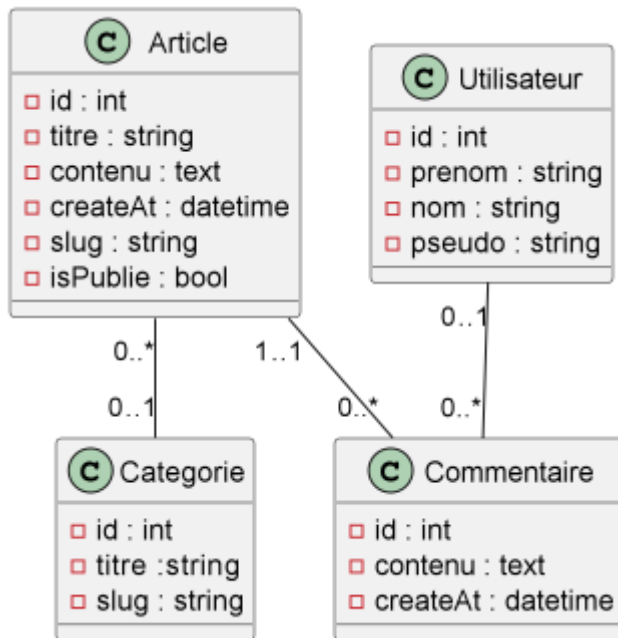 C Article
id : int
titre : string
contenu : text
createAt : datetime
slug : string
isPublie : bool
C Utilisateur
id : int
prenom : string
nom : string
pseudo : string
0..*
0..1
1..1
0..*
0..1
0..*
C Categorie
id : int
titre :string
slug : string
C Commentaire
id : int
contenu : text
createAt : datetime